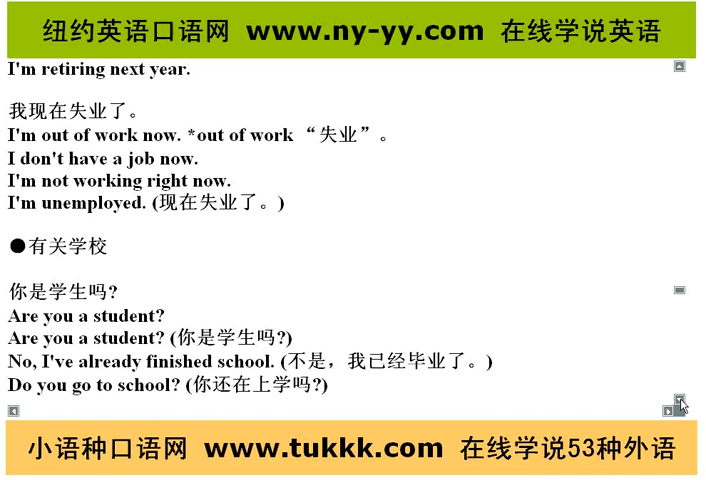 纽约英语口语网 www.ny-yy.com 在线学说英语
I'm retiring next year.
我现在失业了。
I'm out of work now. *out of work “失业”。
I don't have a job now.
I'm not working right now.
I'm unemployed. (现在失业了。)
●有关学校
你是学生吗?
Are you a student?
Are you a student? (你是学生吗?)
No, I've already finished school. (不是，我已经毕业了。)
Do you go to school? (你还在上学吗?)
小语种口语网 www.tukkk.com 在线学说53种外语